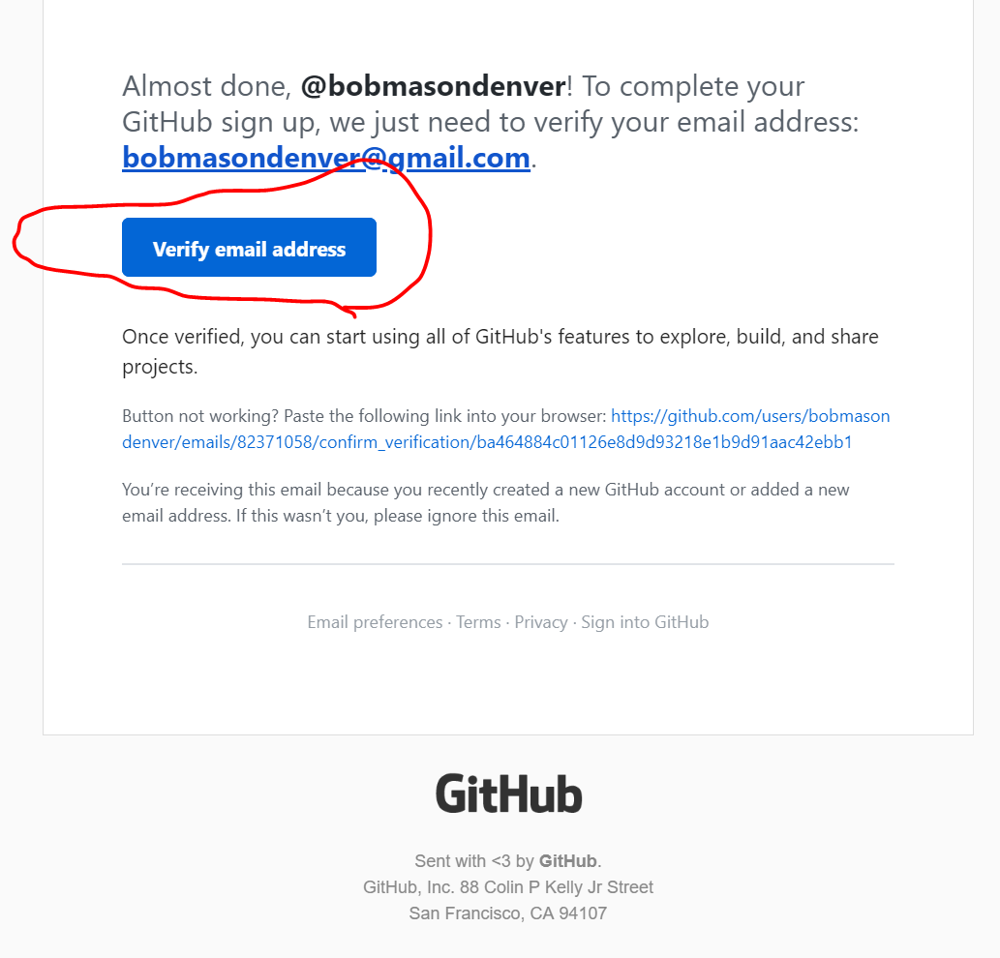 Almost done, @bobmasondenver! To complete your
GitHub sign up, we just need to verify your email address:
bobmasondenver@gmail.com.
Verify email address
Once verified, you can start using all of GitHub's features to explore, build, and share
projects.
Button not working? Paste the following link into your browser: https://github.com/users/bobmason
denver/emails/82371058/confirm_verification/ba464884c01126e8d9d93218e1b9d91aac42ebb1
You’re receiving this email because you recently created a new GitHub account or added a new
email address. If this wasn’t you, please ignore this email.
Email preferences · Terms · Privacy · Sign into GitHub
GitHub
Sent with <3 by GitHub.
GitHub, Inc. 88 Colin P Kelly Jr Street
San Francisco, CA 94107